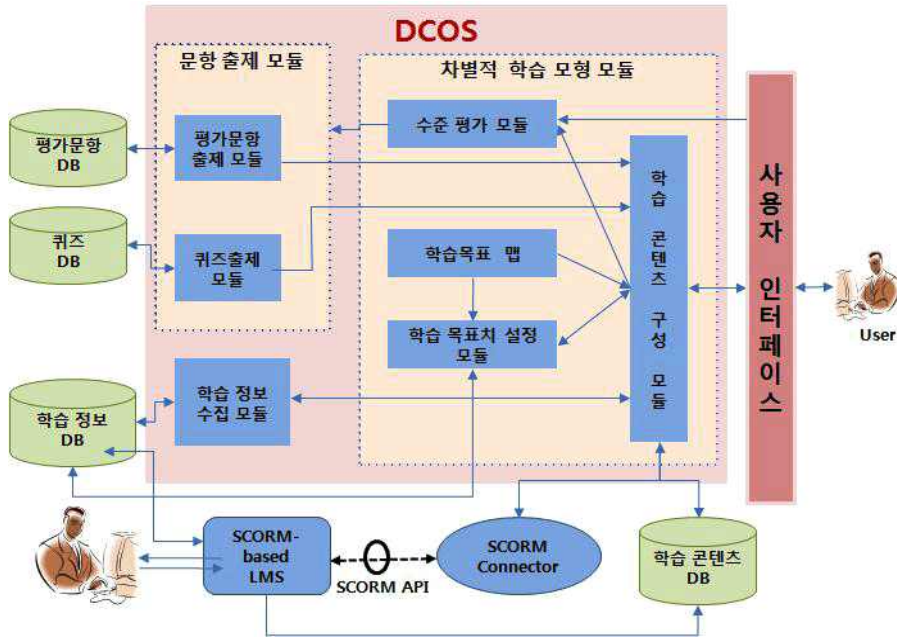 DCOS
문항 출제 모듈
차별적 학습 모형 모듈
평가문항
DB
평가문항
출제 모듈
수준 평가 모듈
퀴즈
DB
퀴즈출제
모듈
학습목표 맵
학습 목표치 설정
모듈
학습 콘텐츠 구성 모듈
사용자 인터페이스
User
학습 정보
DB
학습 정보
수집 모듈
SCORM-
based
LMS
SCORM API
SCORM
Connector
학습 콘텐츠
DB